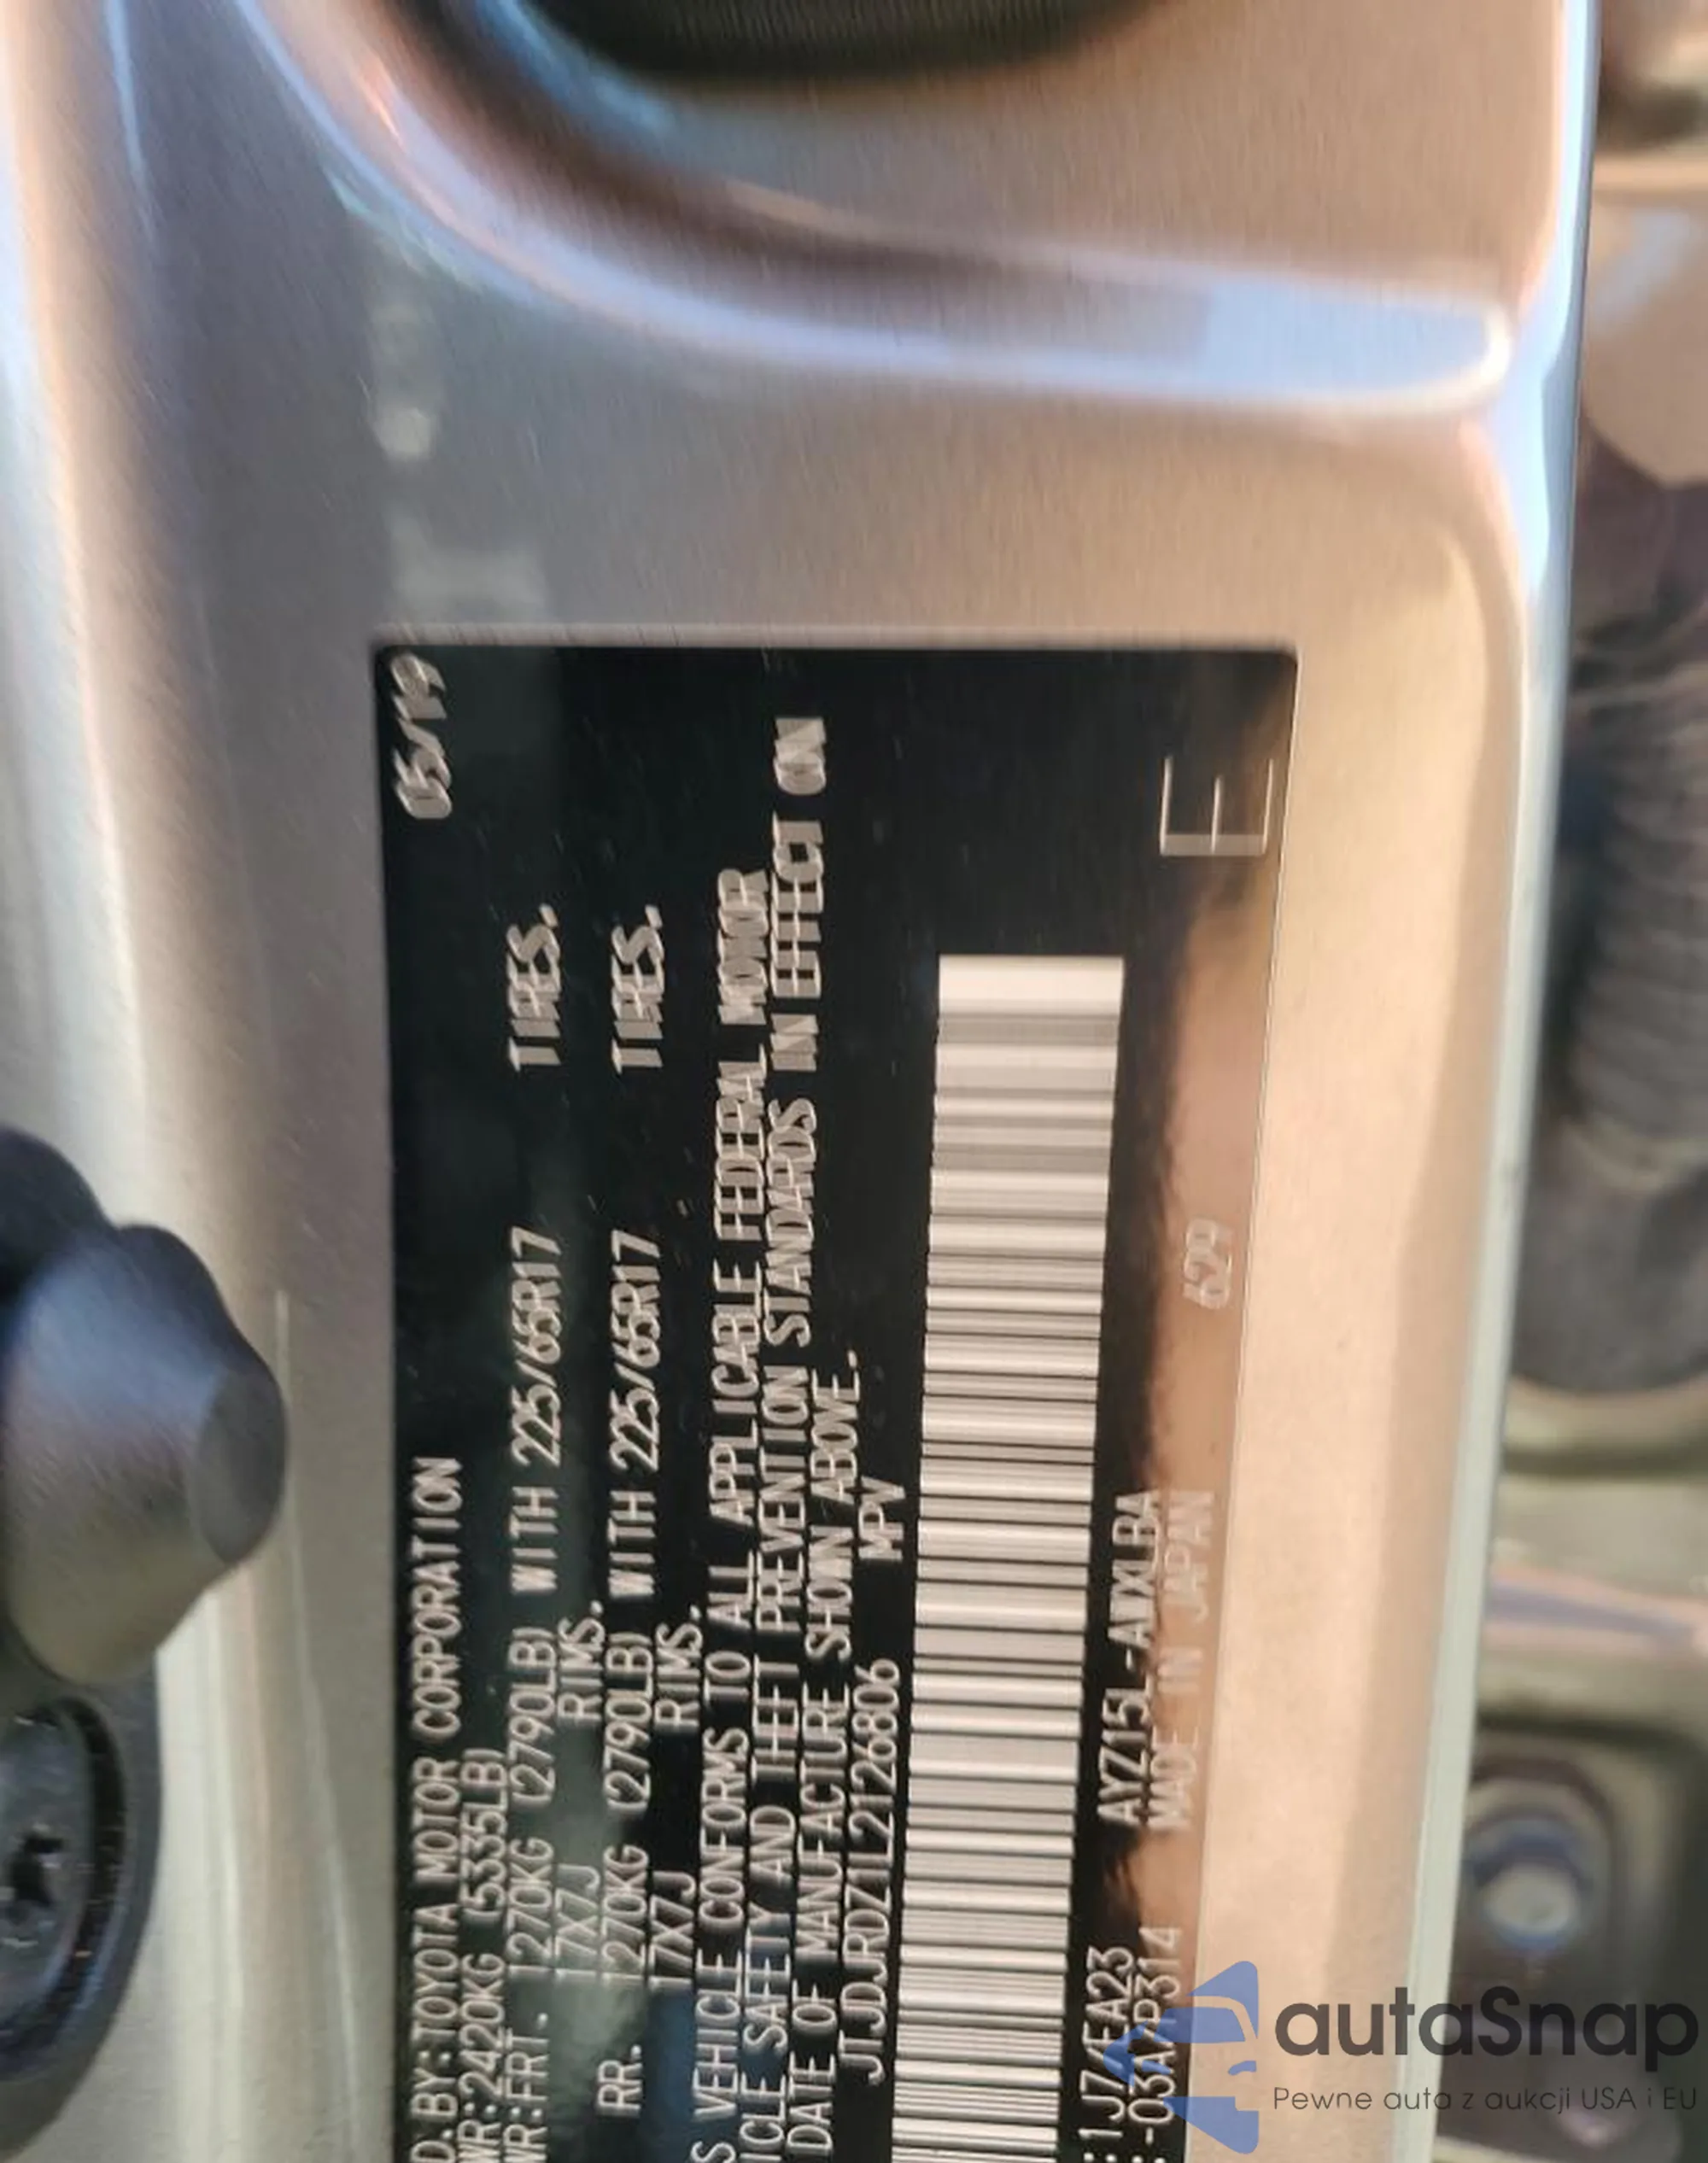 D.BY:TOYOTA MOTOR CORPORATION 05/19
WR:2420KG (5335LB)
WR:FRT. 1270KG (2790LB) WITH 225/65R17 TIRES.
17X7J RIMS.
RR. 1270KG (2790LB) WITH 225/65R17 TIRES.
17X7J RIMS.
S VEHICLE CONFORMS TO ALL APPLICABLE FEDERAL MOTOR
ICLE SAFETY AND THEFT PREVENTION STANDARDS IN EFFECT ON
DATE OF MANUFACTURE SHOWN ABOVE.
JTJDJRDZ1L2126806 MPV
:1J7/EA23 AYZ15L-AWXLBA
:-03A/P314 MADE IN JAPAN 629
E
autaSnap
Pewne auta z aukcji USA i EU